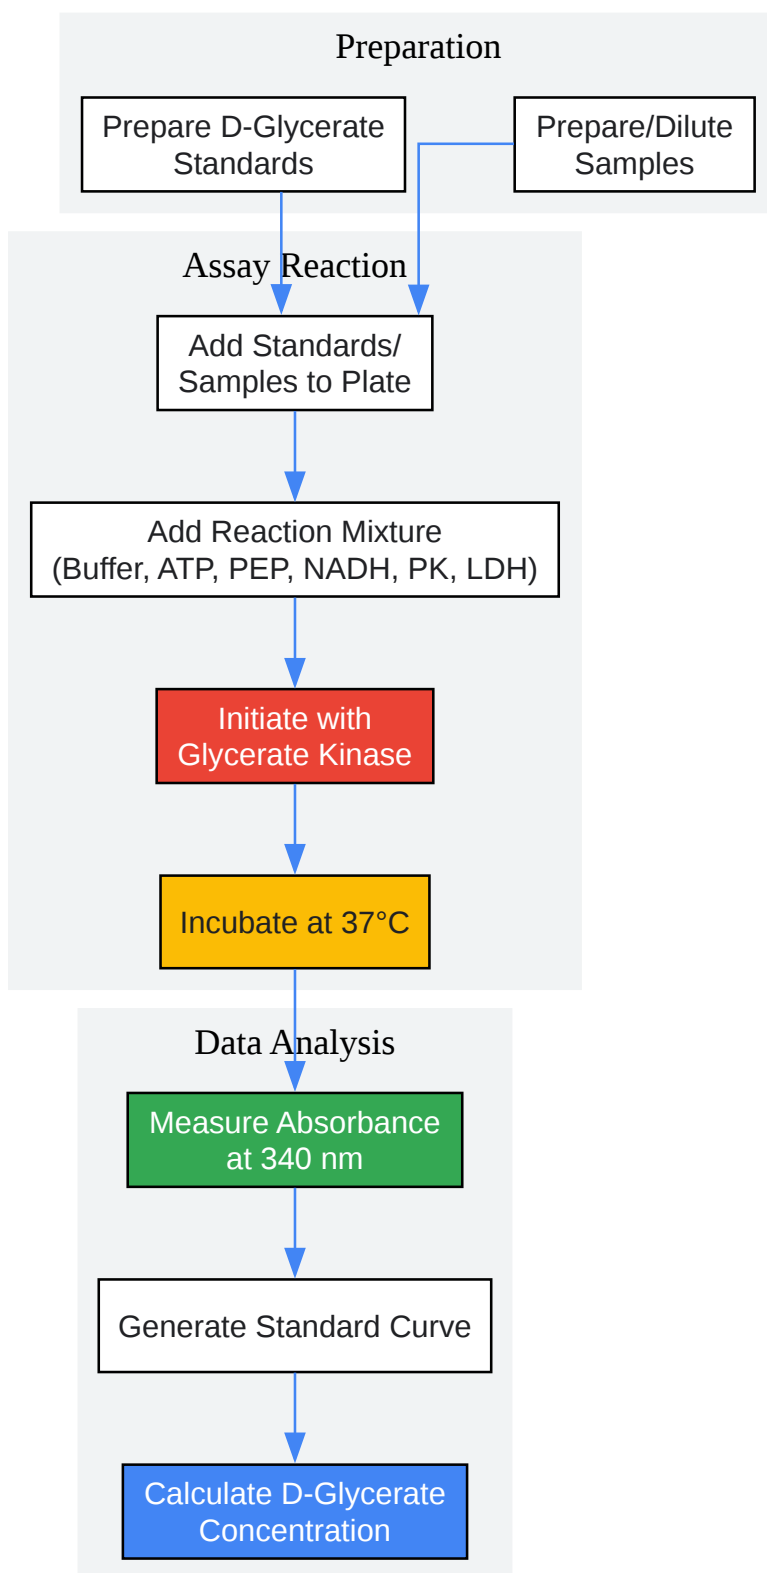 Preparation
Prepare D-Glycerate
Standards
Prepare/Dilute
Samples
Assay Reaction
Add Standards/
Samples to Plate
Add Reaction Mixture
(Buffer, ATP, PEP, NADH, PK, LDH)
Initiate with
Glycerate Kinase
Incubate at 37°C
Data Analysis
Measure Absorbance
at 340 nm
Generate Standard Curve
Calculate D-Glycerate
Concentration